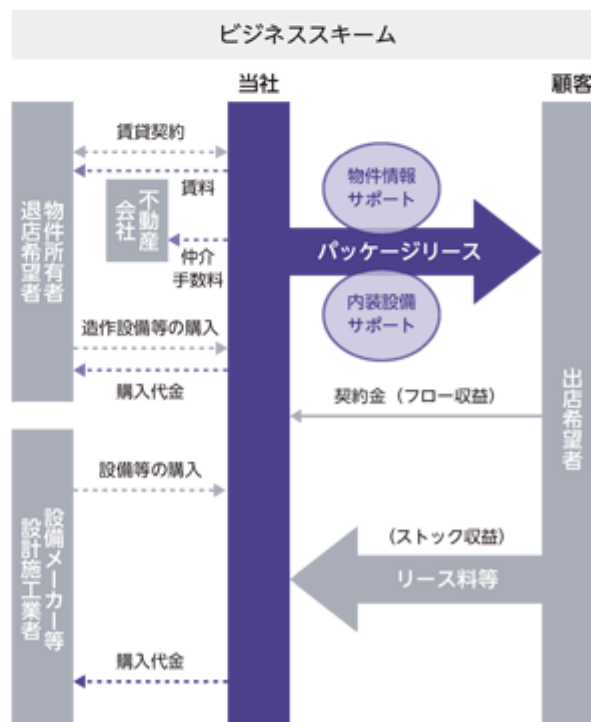 ビジネススキーム
当社
顧客
賃貸契約
賃料
不動産
会社
物件所有者
退店希望者
仲介
手数料
物件情報
サポート
パッケージリース
内装設備
サポート
造作設備等の購入
購入代金
契約金（フロー収益）
出店希望者
設備等の購入
設備メーカー等
設計施工業者
（ストック収益）
リース料等
購入代金